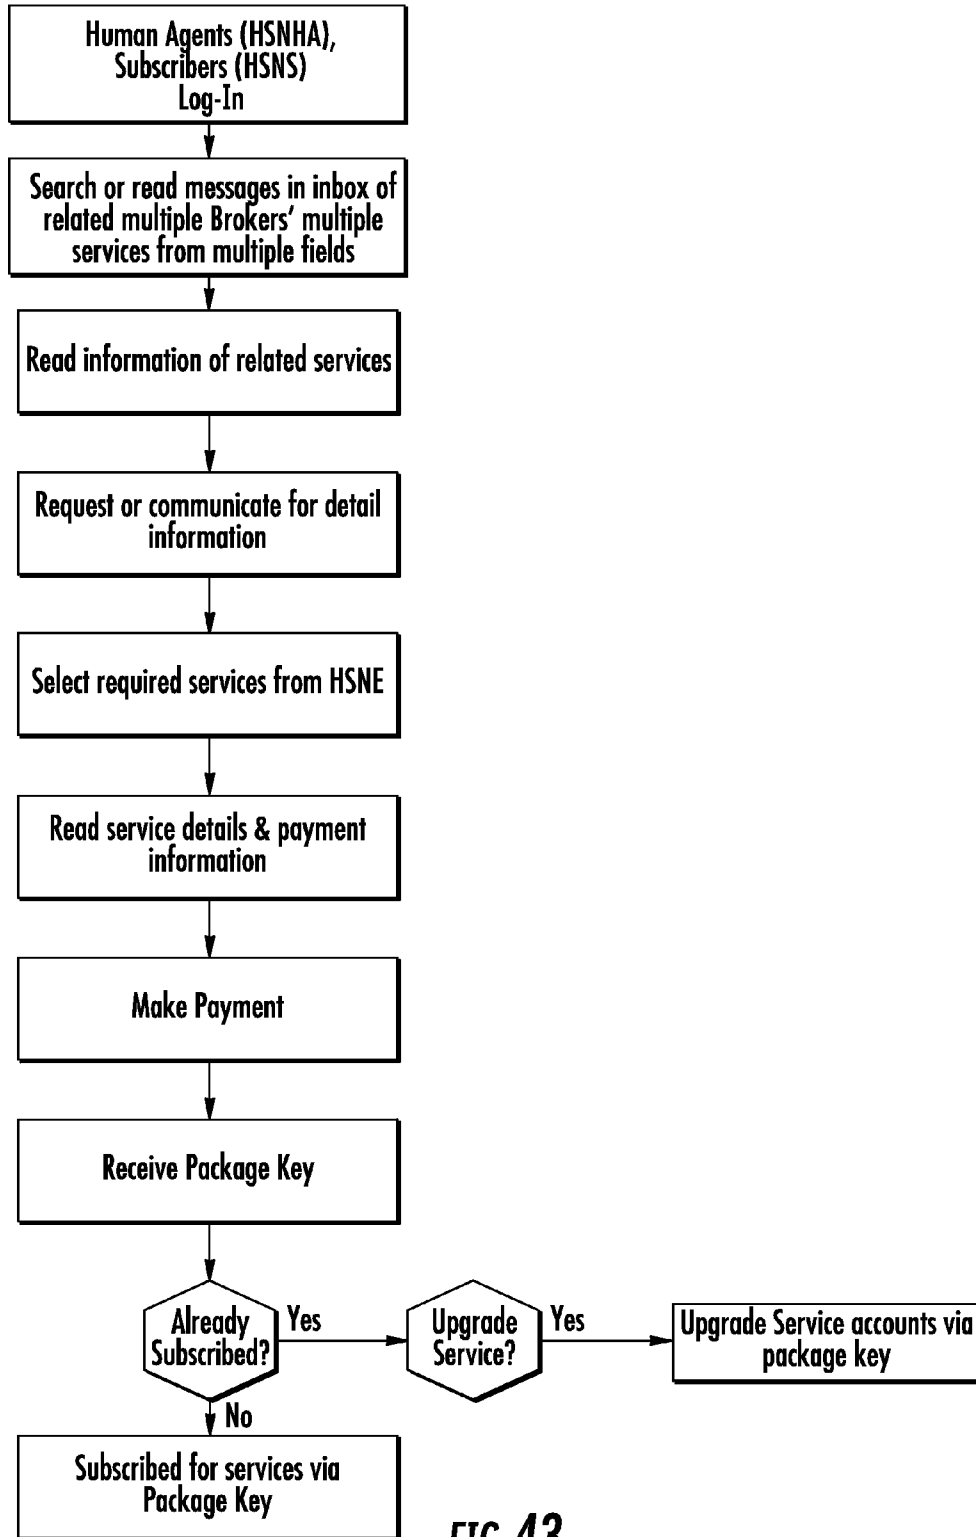 Human Agents (HSNHA),
Subscribers (HSNS)
Log-In
Search or read messages in inbox of
related multiple Brokers' multiple
services from multiple fields
Read information of related services
Request or communicate for detail
information
Select required services from HSNE
Read service details & payment
information
Make Payment
Receive Package Key
Already
Subscribed?
Yes
Upgrade
Service?
Yes
Upgrade Service accounts via
package key
No
Subscribed for services via
Package Key
FIG. 43